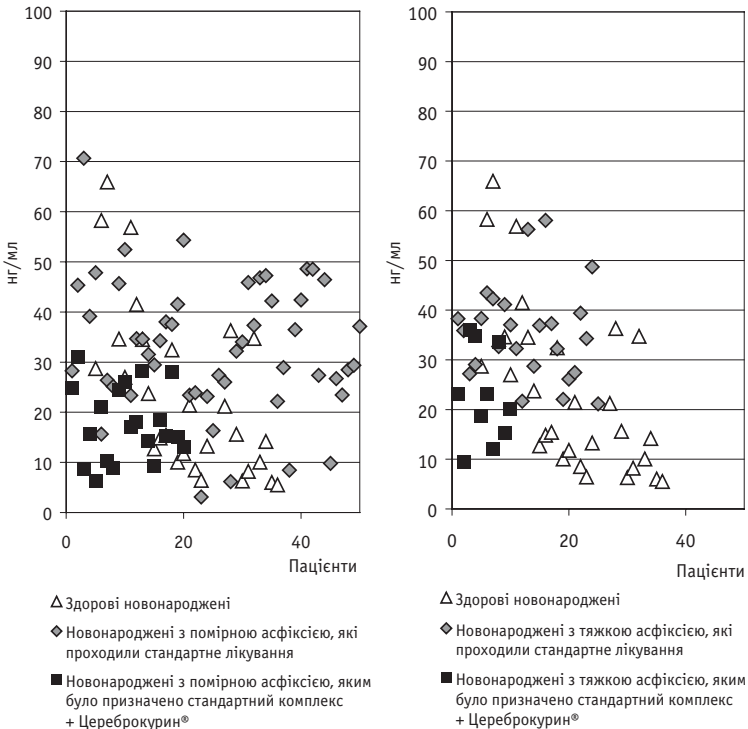 100
90
80
70
60
50
40
30
20
10
0
нг/мл
0
20
40
Пацієнти
Здорові новонароджені
Новонароджені з помірною асфіксією, які
проходили стандартне лікування
Новонароджені з помірною асфіксією, яким
було призначено стандартний комплекс
+ Цереброкурин®
100
90
80
70
60
50
40
30
20
10
0
нг/мл
0
20
40
Пацієнти
Здорові новонароджені
Новонароджені з тяжкою асфіксією, які
проходили стандартне лікування
Новонароджені з тяжкою асфіксією, яким
було призначено стандартний комплекс
+ Цереброкурин®